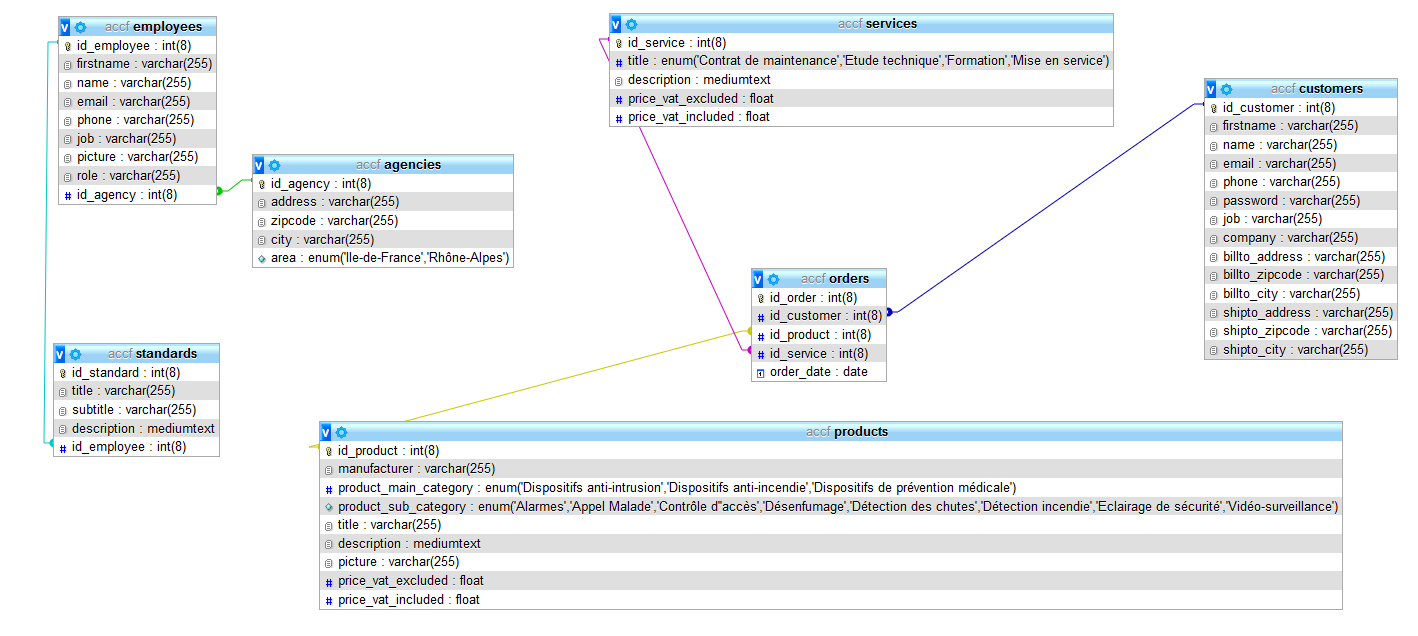 accf employees
id_employee : int(8)
firstname : varchar(255)
name : varchar(255)
email : varchar(255)
phone : varchar(255)
job : varchar(255)
picture : varchar(255)
role : varchar(255)
id_agency : int(8)
accf agencies
id_agency : int(8)
address : varchar(255)
zipcode : varchar(255)
city : varchar(255)
area : enum('Ile-de-France','Rhône-Alpes')
accf standards
id_standard : int(8)
title : varchar(255)
subtitle : varchar(255)
description : mediumtext
id_employee : int(8)
accf services
id_service : int(8)
title : enum('Contrat de maintenance','Etude technique','Formation','Mise en service')
description : mediumtext
price_vat_excluded : float
price_vat_included : float
accf customers
id_customer : int(8)
firstname : varchar(255)
name : varchar(255)
email : varchar(255)
phone : varchar(255)
password : varchar(255)
job : varchar(255)
company : varchar(255)
billto_address : varchar(255)
billto_zipcode : varchar(255)
billto_city : varchar(255)
shipto_address : varchar(255)
shipto_zipcode : varchar(255)
shipto_city : varchar(255)
accf orders
id_order : int(8)
id_customer : int(8)
id_product : int(8)
id_service : int(8)
order_date : date
accf products
id_product : int(8)
manufacturer : varchar(255)
product_main_category : enum('Dispositifs anti-intrusion','Dispositifs anti-incendie','Dispositifs de prévention médicale')
product_sub_category : enum('Alarmes','Appel Malade','Contrôle d''accès','Désenfumage','Détection des chutes','Détection incendie','Eclairage de sécurité','Vidéo-surveillance')
title : varchar(255)
description : mediumtext
picture : varchar(255)
price_vat_excluded : float
price_vat_included : float